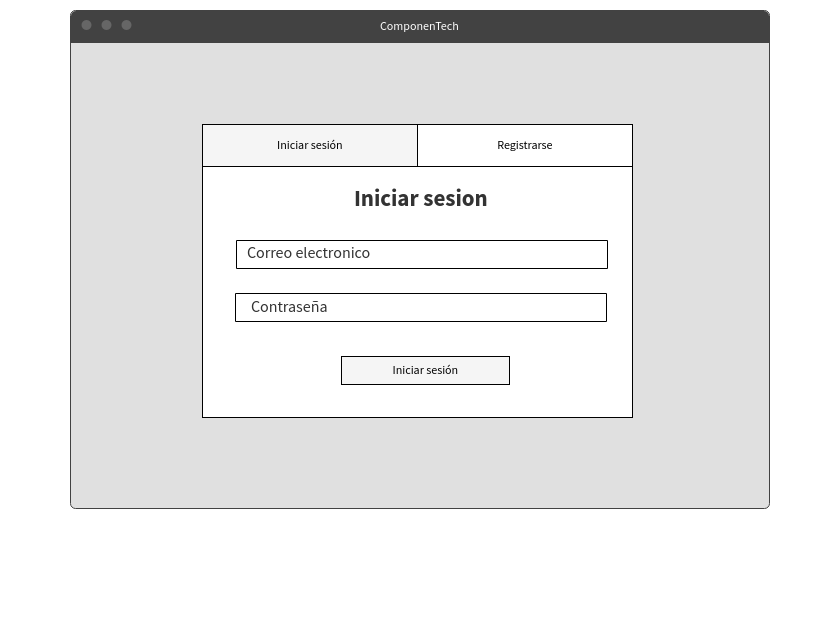 ComponenTech
Iniciar sesión
Registrarse
Iniciar sesion
Correo electronico
Contraseña
Iniciar sesión